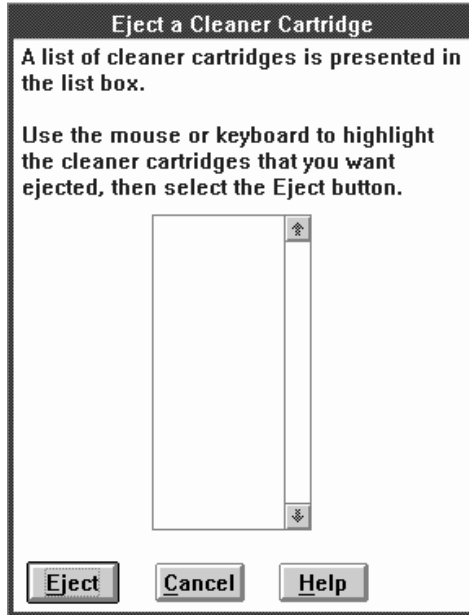 Eject a Cleaner Cartridge
A list of cleaner cartridges is presented in
the list box.
Use the mouse or keyboard to highlight
the cleaner cartridges that you want
ejected, then select the Eject button.
Eject Cancel Help